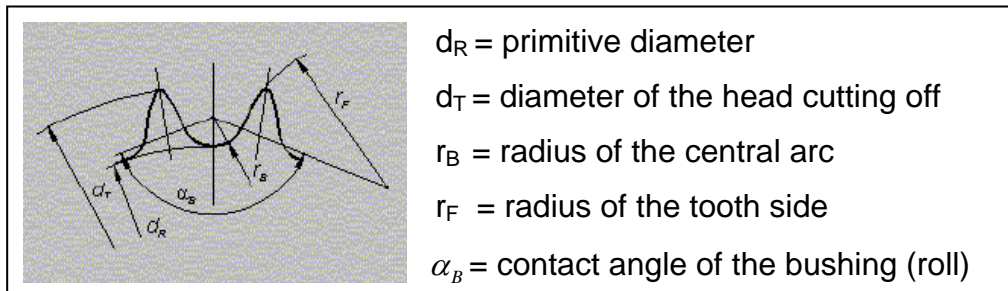 r_F
r_B
α_B
d_T
d_R
d_R = primitive diameter
d_T = diameter of the head cutting off
r_B = radius of the central arc
r_F = radius of the tooth side
α_B = contact angle of the bushing (roll)